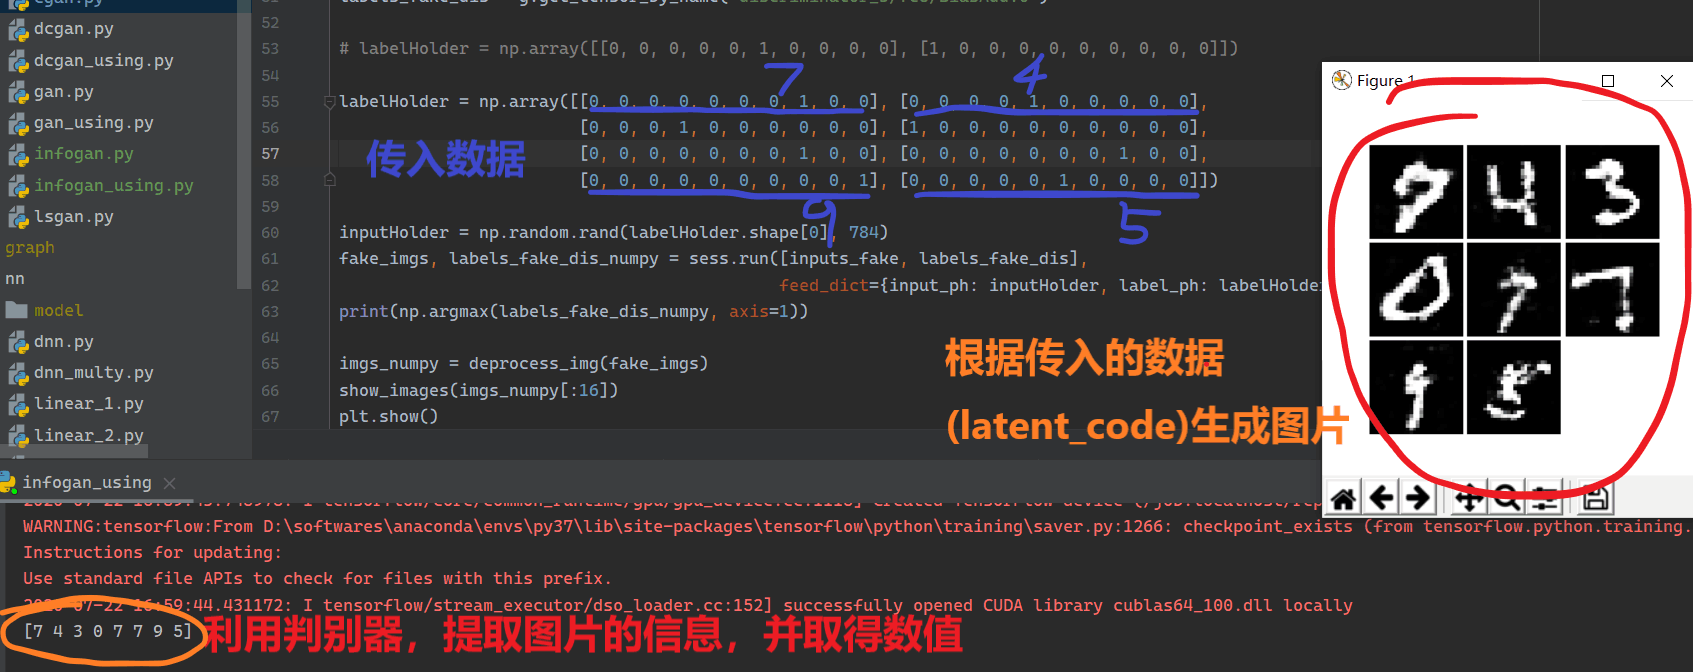 cgan.py
dcgan.py
dcgan_using.py
gan.py
gan_using.py
infogan.py
infogan_using.py
lsgan.py
graph
nn
model
dnn.py
dnn_multy.py
linear_1.py
linear_2.py
52
53 # labelHolder = np.array([[0, 0, 0, 0, 0, 1, 0, 0, 0, 0], [1, 0, 0, 0, 0, 0, 0, 0, 0, 0]])
54
7 4
55 labelHolder = np.array([[0, 0, 0, 0, 0, 0, 0, 1, 0, 0], [0, 0, 0, 0, 1, 0, 0, 0, 0, 0],
56 [0, 0, 0, 1, 0, 0, 0, 0, 0, 0], [1, 0, 0, 0, 0, 0, 0, 0, 0, 0],
57 [0, 0, 0, 0, 0, 0, 0, 1, 0, 0], [0, 0, 0, 0, 0, 0, 0, 1, 0, 0],
传入数据
58 [0, 0, 0, 0, 0, 0, 0, 0, 0, 1], [0, 0, 0, 0, 0, 1, 0, 0, 0, 0]])
59
9 5
60 inputHolder = np.random.rand(labelHolder.shape[0], 784)
61 fake_imgs, labels_fake_dis_numpy = sess.run([inputs_fake, labels_fake_dis],
62 feed_dict={input_ph: inputHolder, label_ph: labelHolde
63 print(np.argmax(labels_fake_dis_numpy, axis=1))
64
65 imgs_numpy = deprocess_img(fake_imgs)
66 show_images(imgs_numpy[:16])
67 plt.show()
根据传入的数据
(latent_code)生成图片
Figure 1
9 4 3
0 7 7
9 5
infogan_using
WARNING:tensorflow:From D:\softwares\anaconda\envs\py37\lib\site-packages\tensorflow\python\training\saver.py:1266: checkpoint_exists (from tensorflow.python.training.
Instructions for updating:
Use standard file APIs to check for files with this prefix.
2020-07-22 16:59:44.431172: I tensorflow/stream_executor/dso_loader.cc:152] successfully opened CUDA library cublas64_100.dll locally
[7 4 3 0 7 7 9 5]
利用判别器，提取图片的信息，并取得数值